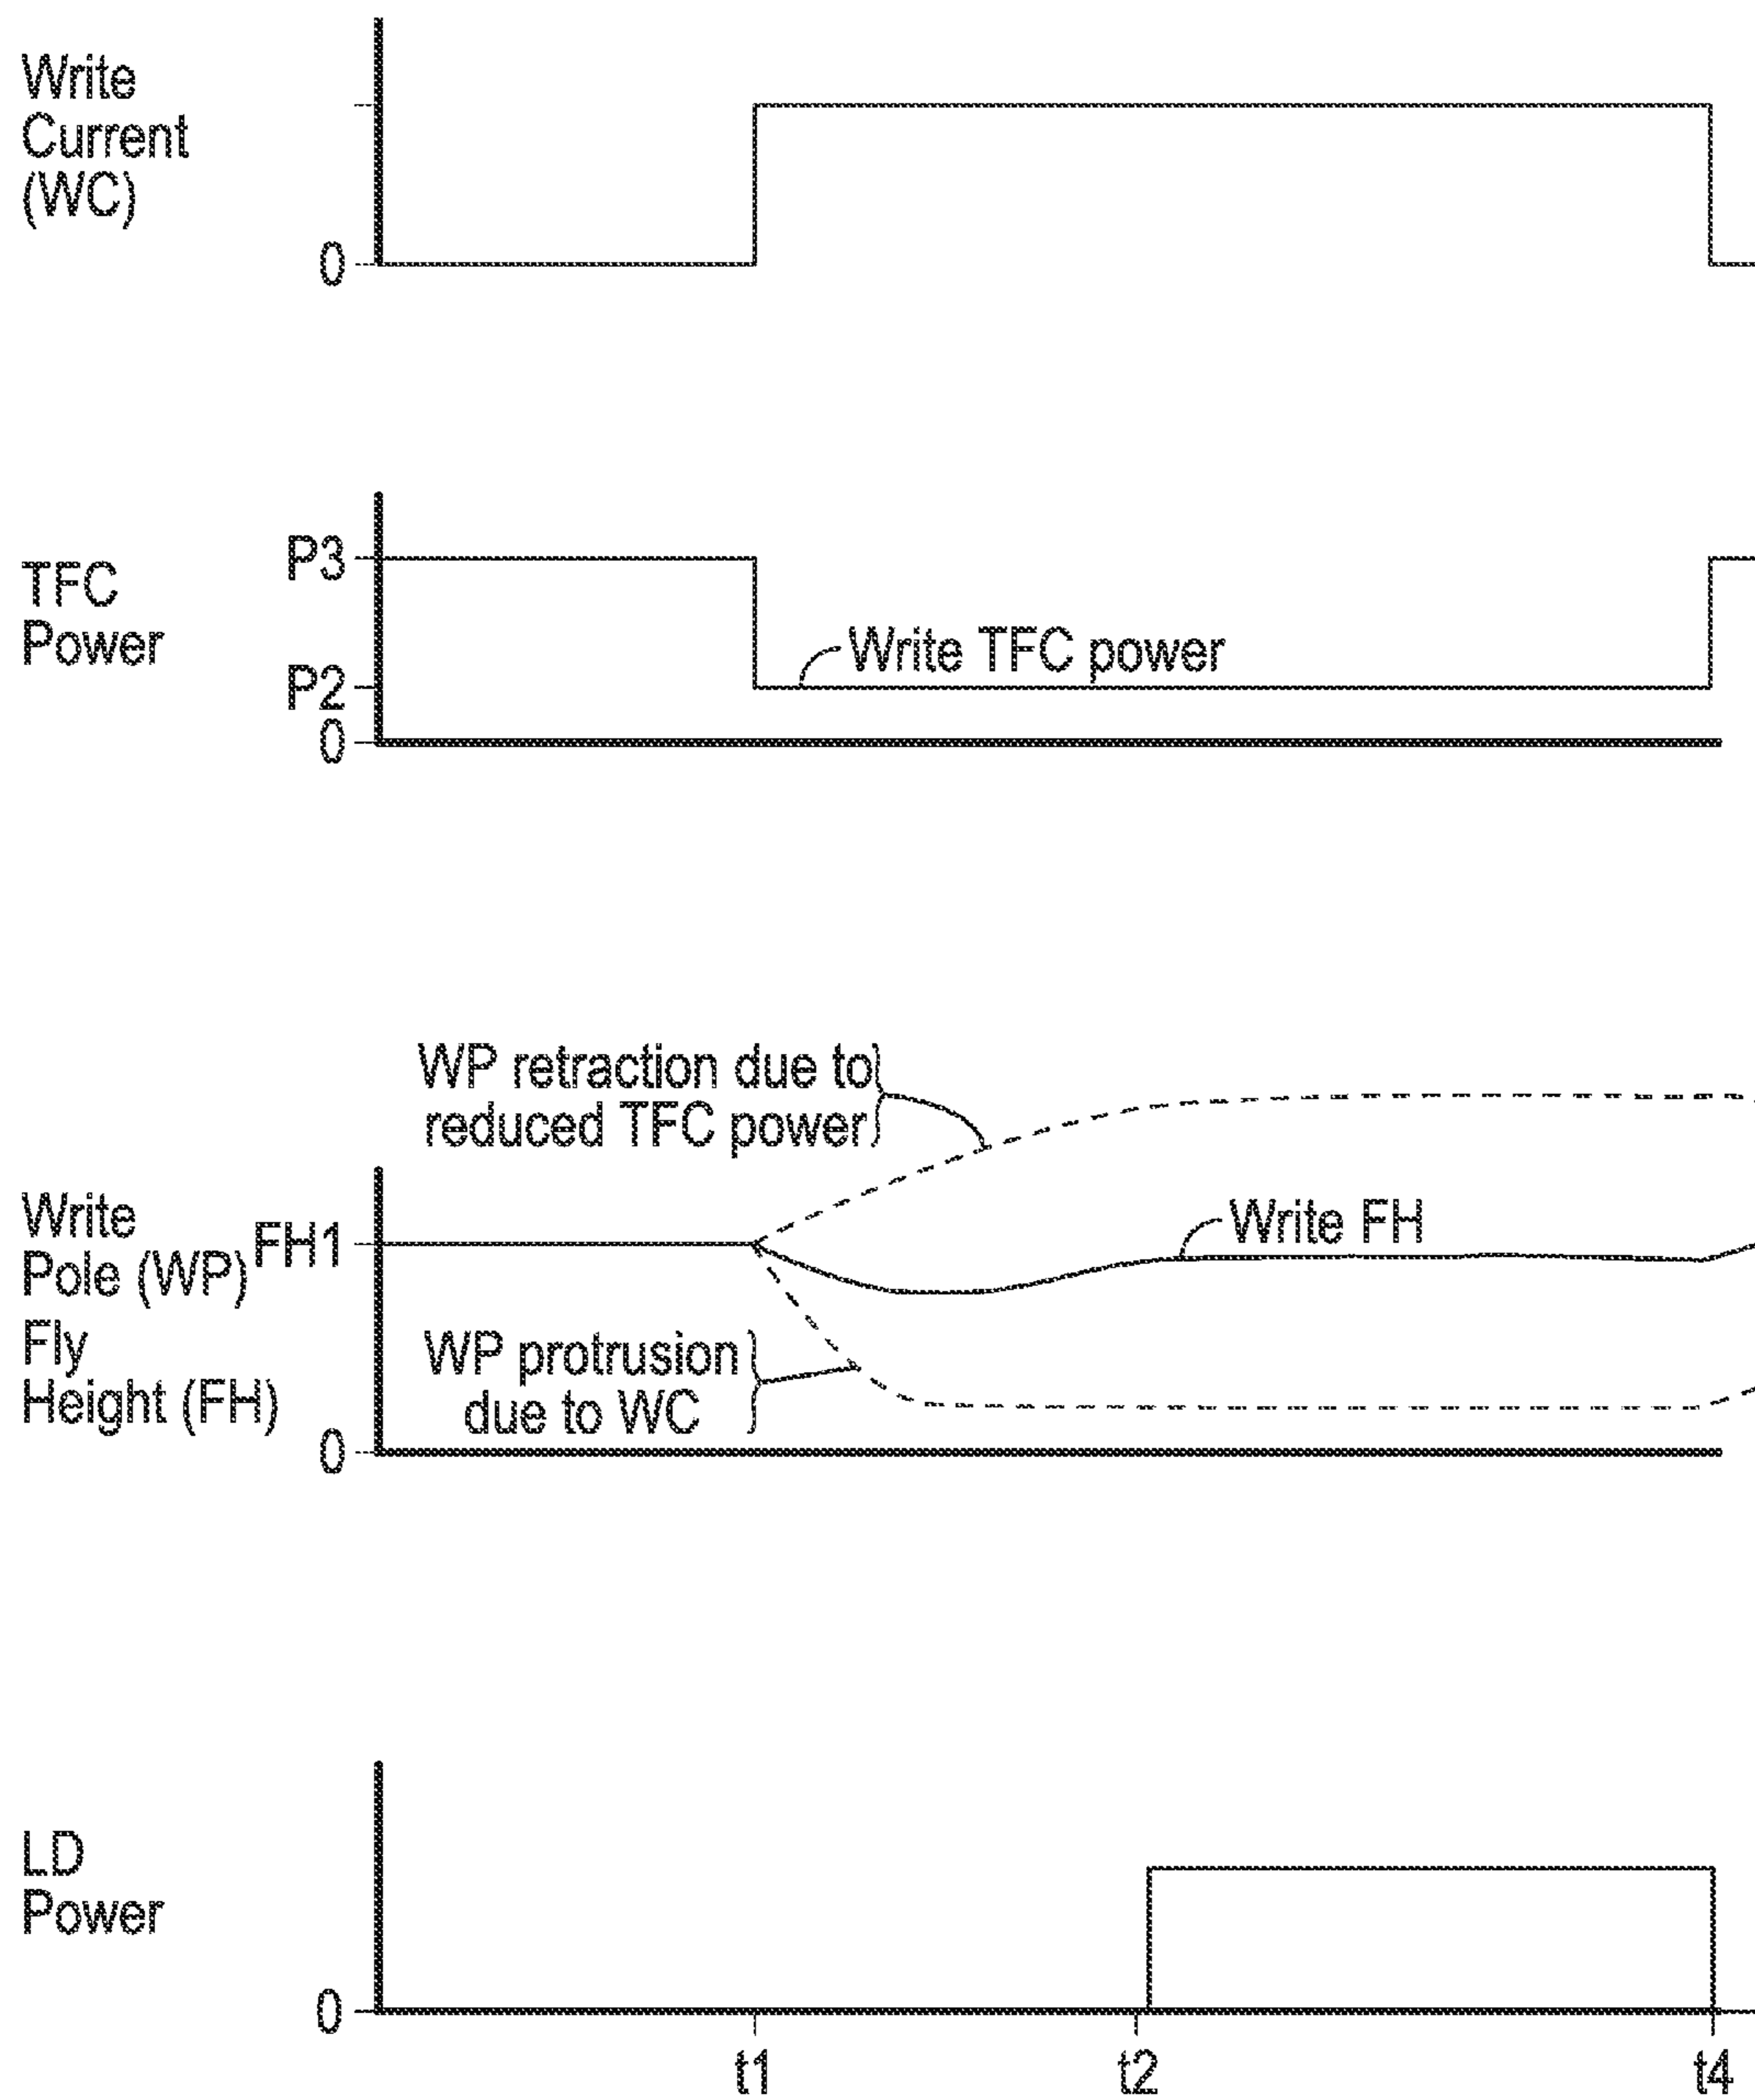 Write
Current
(WC)
0
TFC
Power
P3
P2
0
Write TFC power
WP retraction due to
reduced TFC power
Write
Pole (WP)
Fly
Height (FH)
FH1
0
Write FH
WP protrusion
due to WC
LD
Power
0
t1
t2
t4